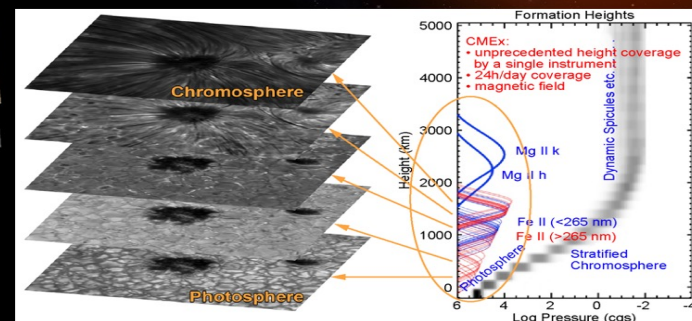 Chromosphere
Photosphere
Formation Heights
CMEx:
• unprecedented height coverage
by a single instrument
• 24h/day coverage
• magnetic field
5000
4000
3000
2000
1000
0
Height (km)
Mg II k
Mg II h
Fe II (<265 nm)
Fe II (>265 nm)
Photosphere
Stratified
Chromosphere
Dynamic Spicules etc.
6 4 2 0 -2 -4
Log Pressure (cgs)